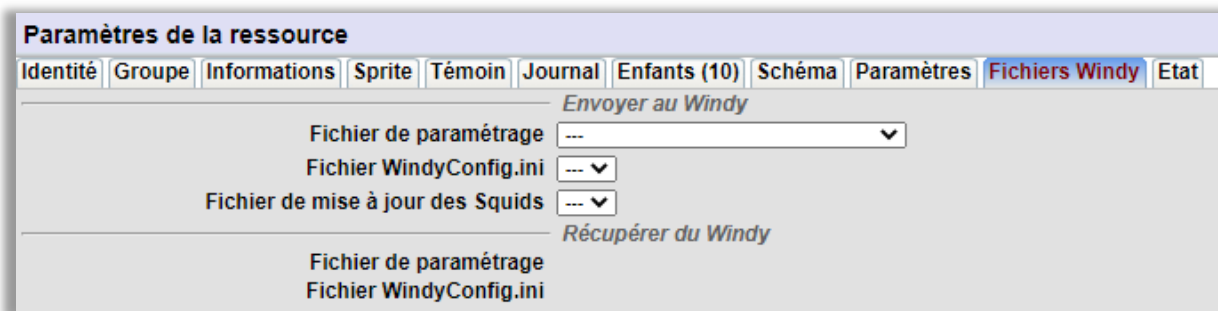 Paramètres de la ressource
Identité Groupe Informations Sprite Témoin Journal Enfants (10) Schéma Paramètres Fichiers Windy Etat
Envoyer au Windy
Fichier de paramétrage ---
Fichier WindyConfig.ini ---
Fichier de mise à jour des Squids ---
Récupérer du Windy
Fichier de paramétrage
Fichier WindyConfig.ini